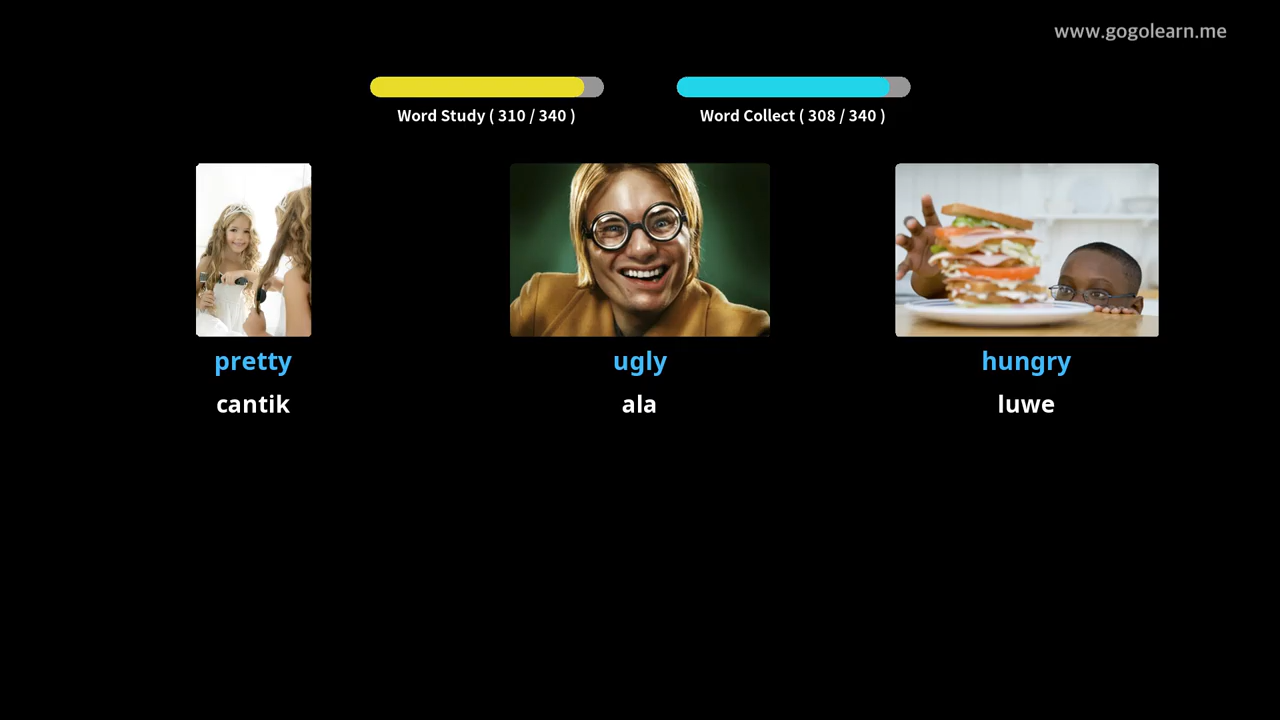 www.gogolearn.me
Word Study ( 310 / 340 )
Word Collect ( 308 / 340 )
pretty
ugly
hungry
cantik
ala
luwe